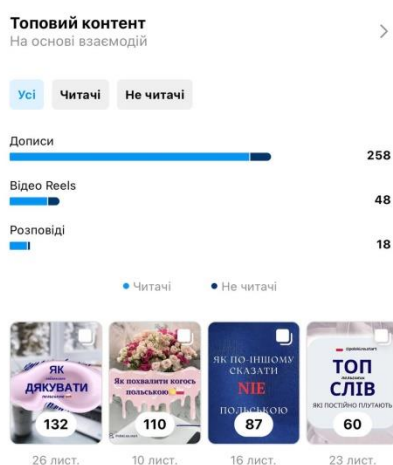 Топовий контент
На основі взаємодій
Усі
Читачі
Не читачі
Дописи
258
Відео Reels
48
Розповіді
18
Читачі
Не читачі
ЯК
ДЯКУВАТИ
132
26 лист.
Як похвалити когось
польською
110
10 лист.
ЯК ПО-ІНШОМУ
СКАЗАТИ
NIE
ПОЛЬСЬКОЮ
87
16 лист.
ТОП
СЛІВ
ЯКІ ПОСТІЙНО ПЛУТАЮТЬ
60
23 лист.